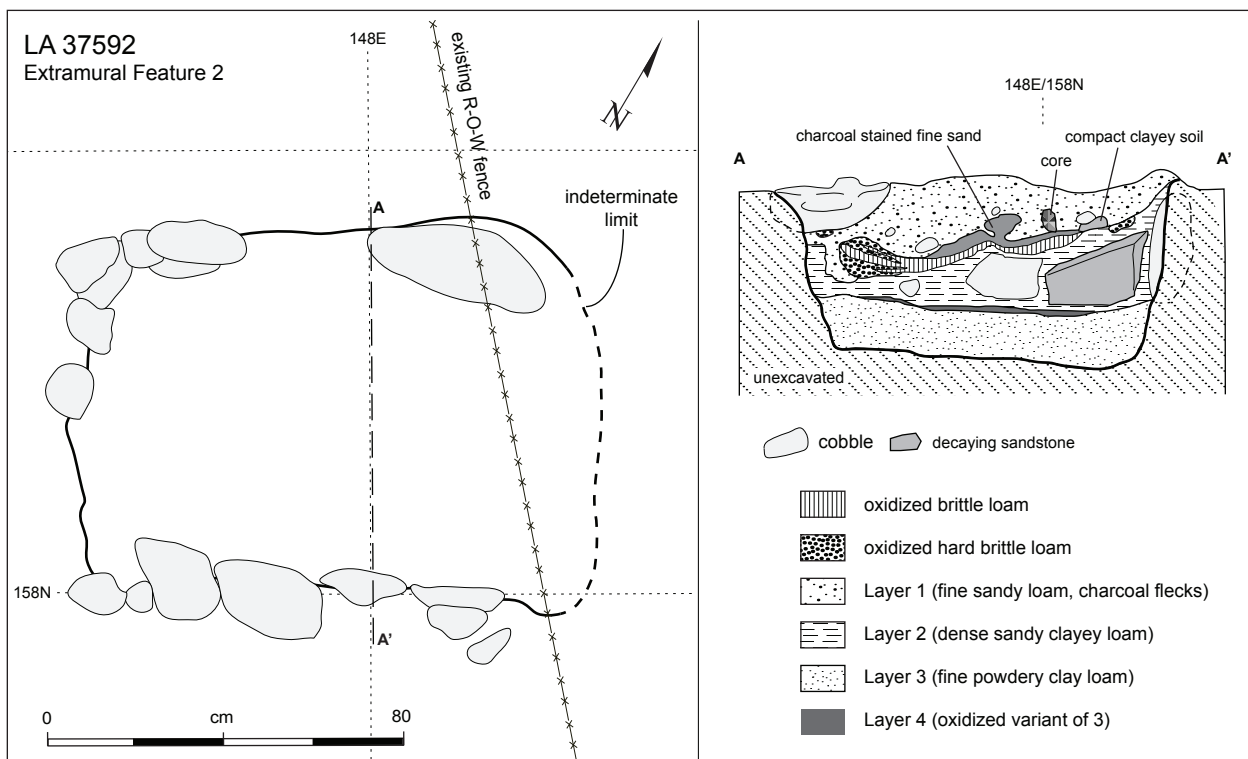 LA 37592
Extramural Feature 2
148E
existing R-O-W fence
N
A
indeterminate
limit
158N
A'
0
cm
80
148E/158N
charcoal stained fine sand
compact clayey soil
core
A
A'
unexcavated
cobble
decaying sandstone
oxidized brittle loam
oxidized hard brittle loam
Layer 1 (fine sandy loam, charcoal flecks)
Layer 2 (dense sandy clayey loam)
Layer 3 (fine powdery clay loam)
Layer 4 (oxidized variant of 3)